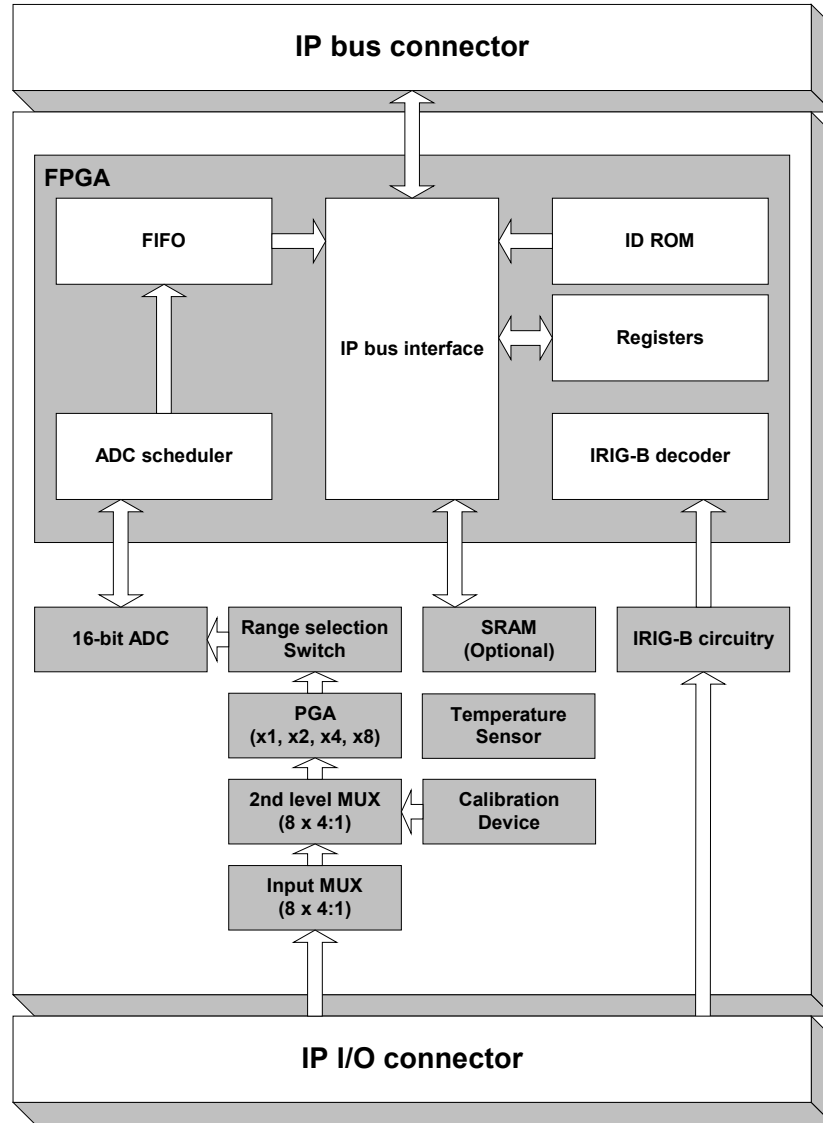 IP bus connector
FPGA
FIFO
ID ROM
IP bus interface
Registers
ADC scheduler
IRIG-B decoder
16-bit ADC
Range selection
Switch
SRAM
(Optional)
IRIG-B circuitry
PGA
(x1, x2, x4, x8)
Temperature
Sensor
2nd level MUX
(8 x 4:1)
Calibration
Device
Input MUX
(8 x 4:1)
IP I/O connector